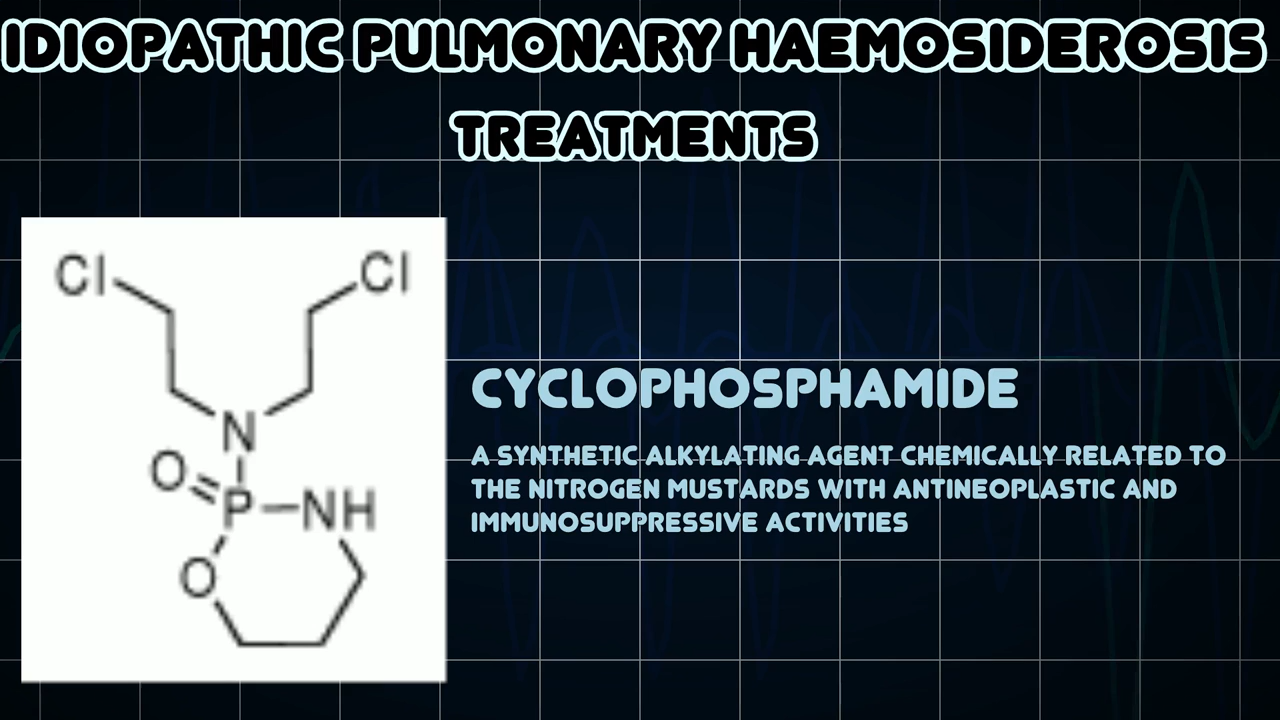 IDIOPATHIC PULMONARY HAEMOSIDEROSIS
TREATMENTS
Cl
Cl
N
O
P
NH
O
CYCLOPHOSPHAMIDE
A SYNTHETIC ALKYLATING AGENT CHEMICALLY RELATED TO
THE NITROGEN MUSTARDS WITH ANTINEOPLASTIC AND
IMMUNOSUPPRESSIVE ACTIVITIES